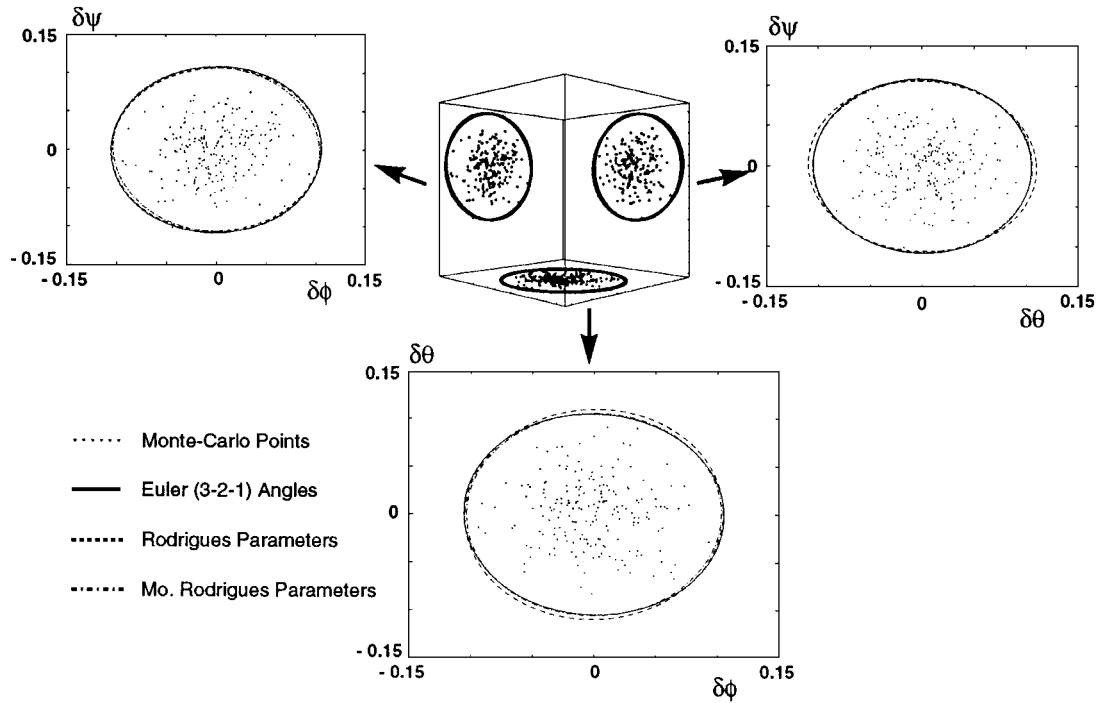 δψ
0.15
0
- 0.15
- 0.15
0
0.15
δϕ
δψ
0.15
0
- 0.15
- 0.15
0
0.15
δθ
δθ
0.15
0
- 0.15
- 0.15
0
0.15
δϕ
Monte-Carlo Points
Euler (3-2-1) Angles
Rodrigues Parameters
Mo. Rodrigues Parameters